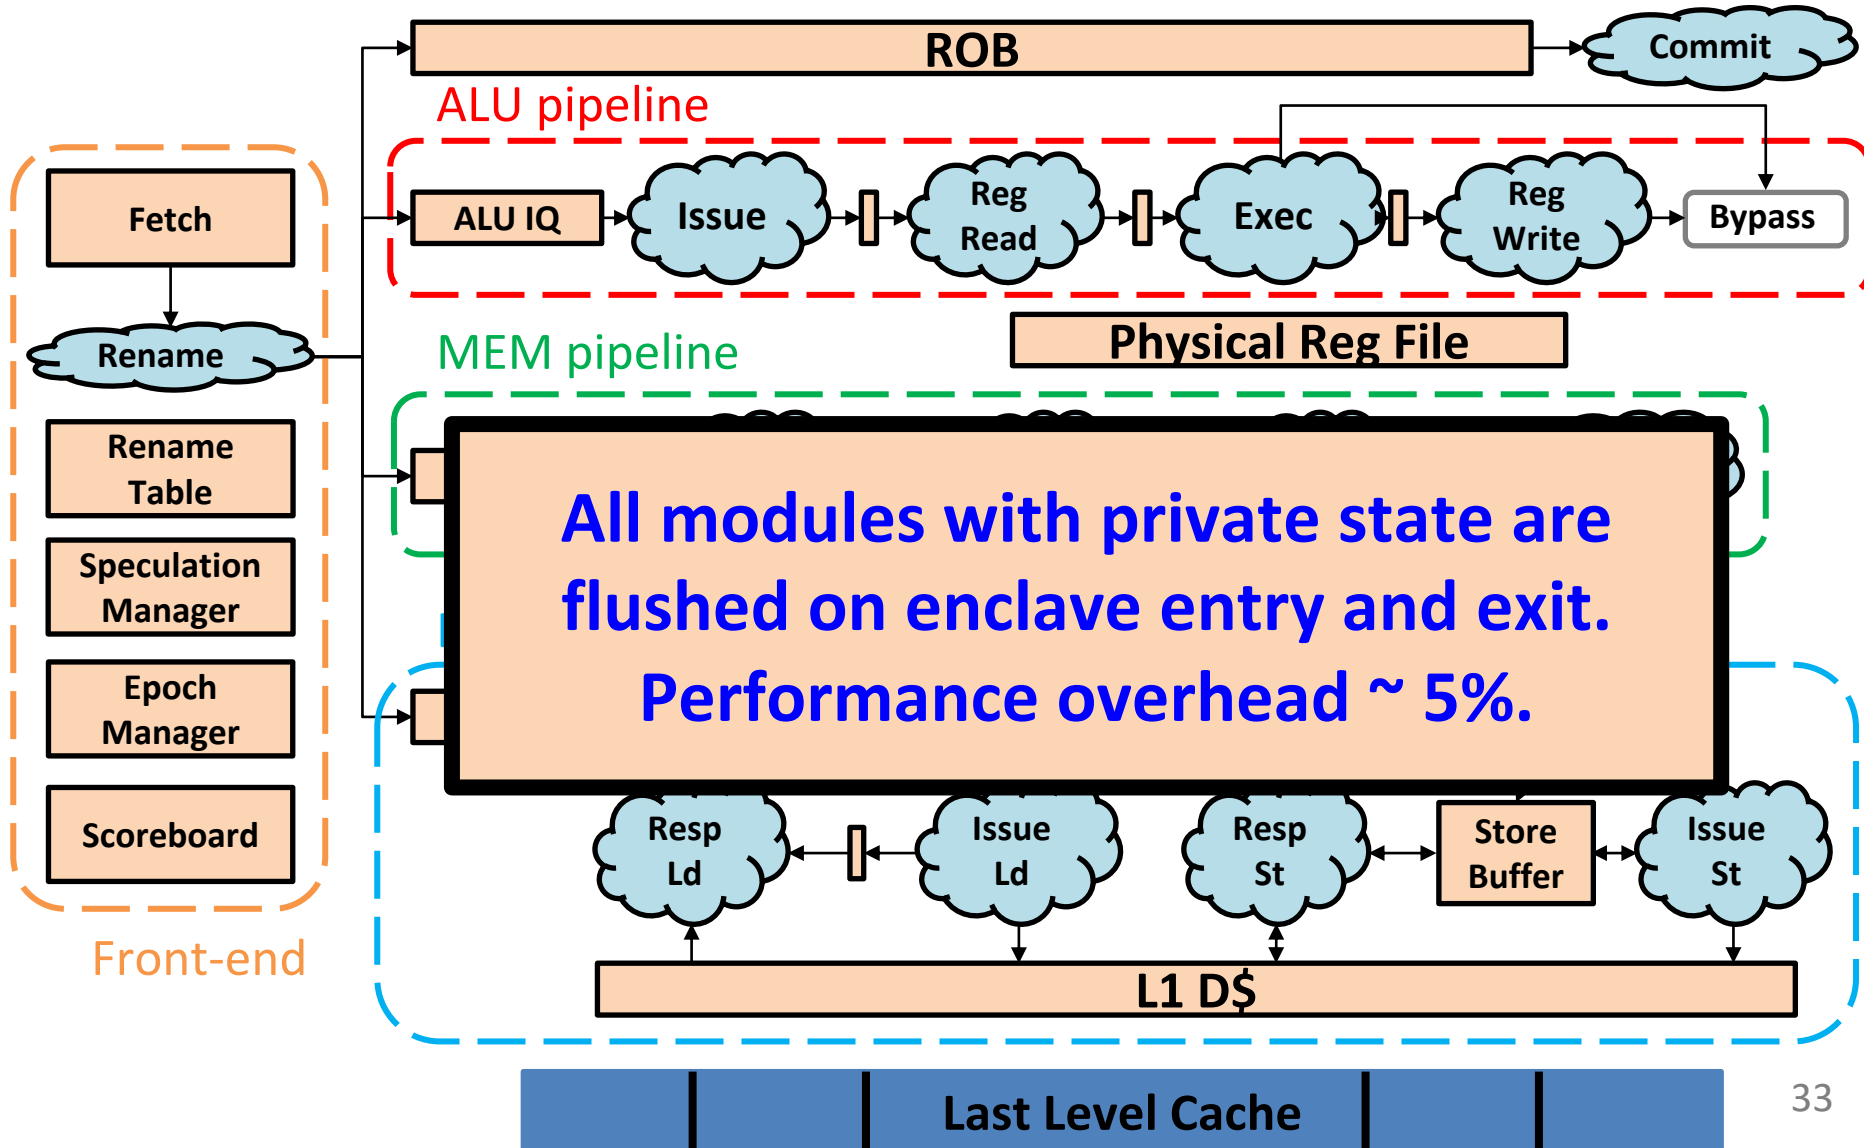 ROB
Commit
ALU pipeline
Fetch
ALU IQ
Issue
Reg
Read
Exec
Reg
Write
Bypass
Rename
MEM pipeline
Physical Reg File
Rename
Table
Speculation
Manager
Epoch
Manager
Scoreboard
Front-end
All modules with private state are
flushed on enclave entry and exit.
Performance overhead ~ 5%.
Resp
Ld
Issue
Ld
Resp
St
Store
Buffer
Issue
St
L1 D$
Last Level Cache
33